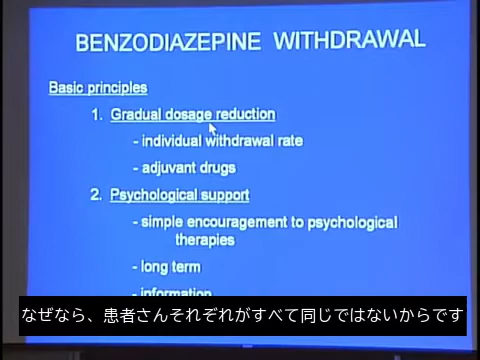 BENZODIAZEPINE WITHDRAWAL
Basic principles
1. Gradual dosage reduction
- individual withdrawal rate
- adjuvant drugs
2. Psychological support
- simple encouragement to psychological
therapies
- long term
- information
なぜなら、患者さんそれぞれがすべて同じではないからです